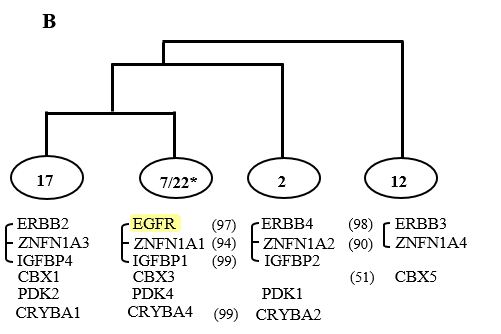 B
17 7/22* 2 12
ERBB2 EGFR (97) ERBB4 (98) ERBB3
ZNFN1A3 ZNFN1A1 (94) ZNFN1A2 (90) ZNFN1A4
IGFBP4 IGFBP1 (99) IGFBP2
CBX1 CBX3 (51) CBX5
PDK2 PDK4 PDK1
CRYBA1 CRYBA4 (99) CRYBA2